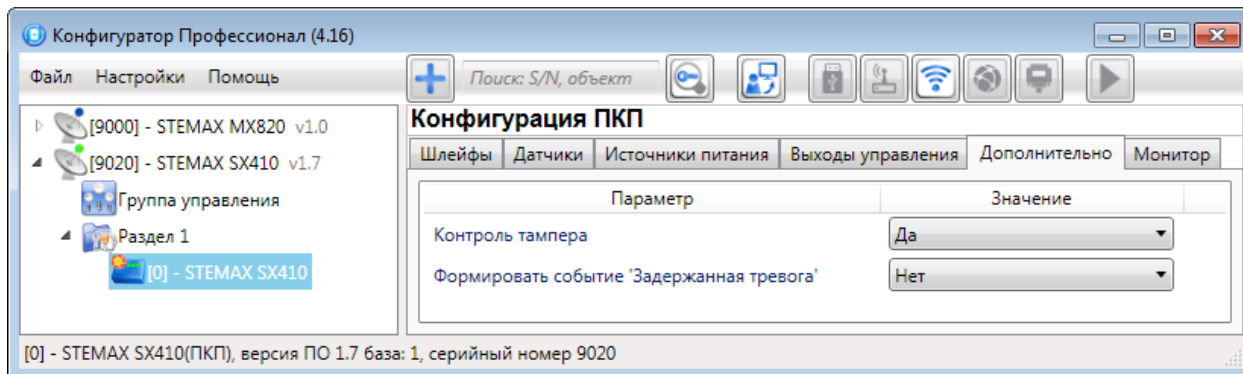 Конфигуратор Профессионал (4.16)
Файл Настройки Помощь Поиск: S/N, объект
[9000] - STEMAX MX820 v1.0
[9020] - STEMAX SX410 v1.7
Группа управления
Раздел 1
[0] - STEMAX SX410
Конфигурация ПКП
Шлейфы Датчики Источники питания Выходы управления Дополнительно Монитор
Параметр Значение
Контроль тампера Да
Формировать событие 'Задержанная тревога' Нет
[0] - STEMAX SX410(ПКП), версия ПО 1.7 база: 1, серийный номер 9020